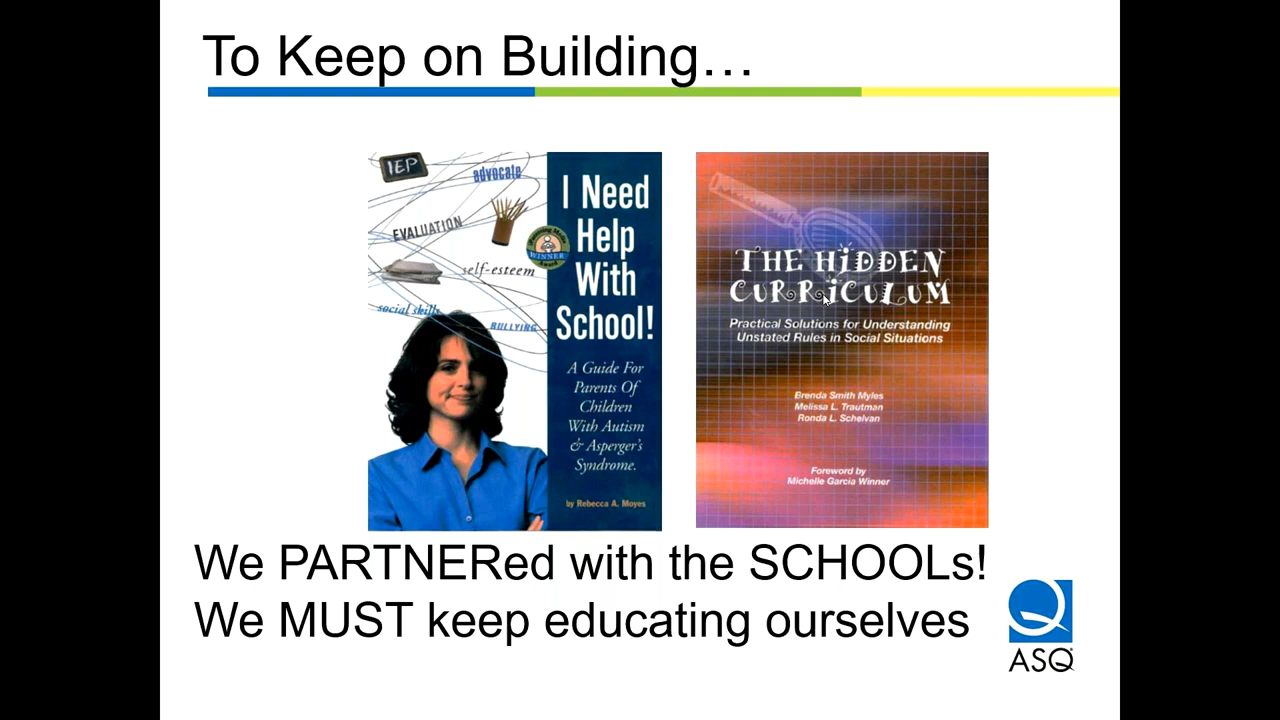 To Keep on Building…
IEP
advocate
EVALUATION
self-esteem
social skills
BULLYING
WINNER
I Need
Help
With
School!
A Guide For
Parents Of
Children
With Autism
& Asperger's
Syndrome.
by Rebecca A. Moyes
THE HiDDEN
CURRiCULUM
Practical Solutions for Understanding
Unstated Rules in Social Situations
Brenda Smith Myles
Melissa L. Trautman
Ronda L. Schelvan
Foreword by
Michelle Garcia Winner
We PARTNERed with the SCHOOLs!
We MUST keep educating ourselves
ASQ